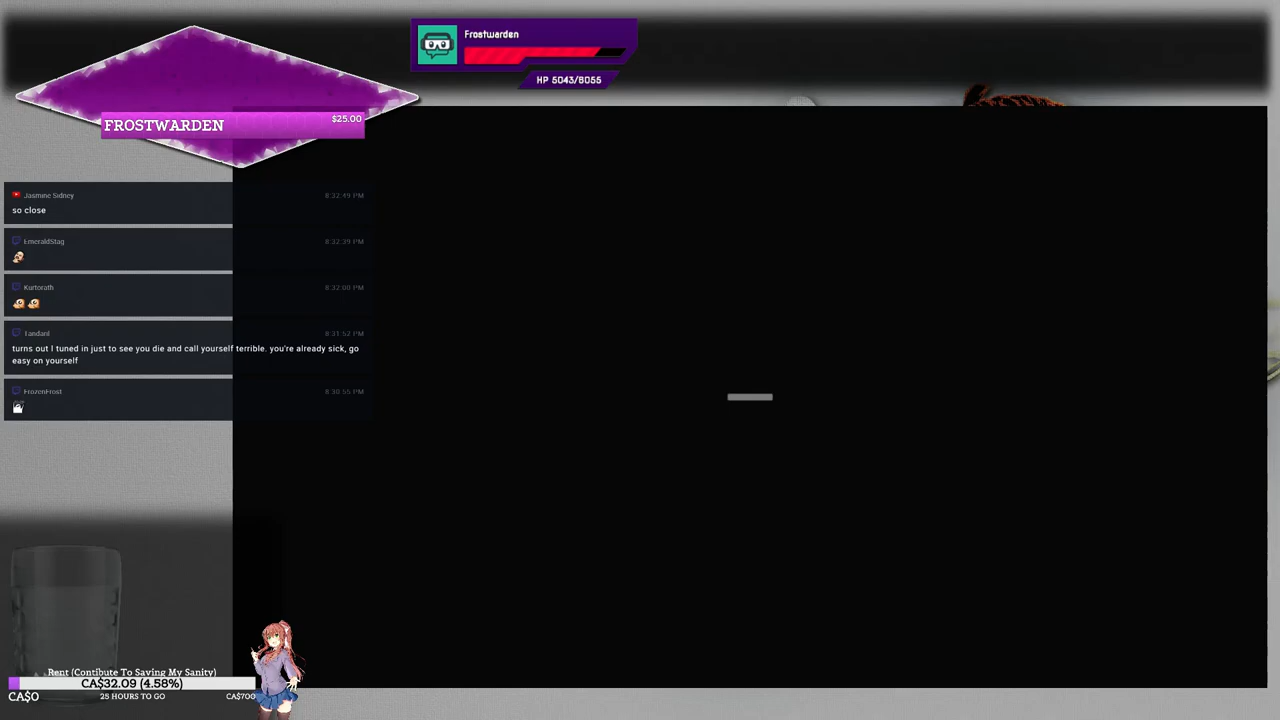 Frostwarden
HP 5043/8055
FROSTWARDEN
$25.00
Jasmine Sidney
8:32:49 PM
so close
EmeraldStag
8:32:39 PM
Kurtorath
8:32:00 PM
Tandanl
8:31:52 PM
turns out I tuned in just to see you die and call yourself terrible. you're already sick, go
easy on yourself
FrozenFrost
8:30:55 PM
Rent (Contibute To Saving My Sanity)
CA$32.09 (4.58%)
CA$0
25 HOURS TO GO
CA$700